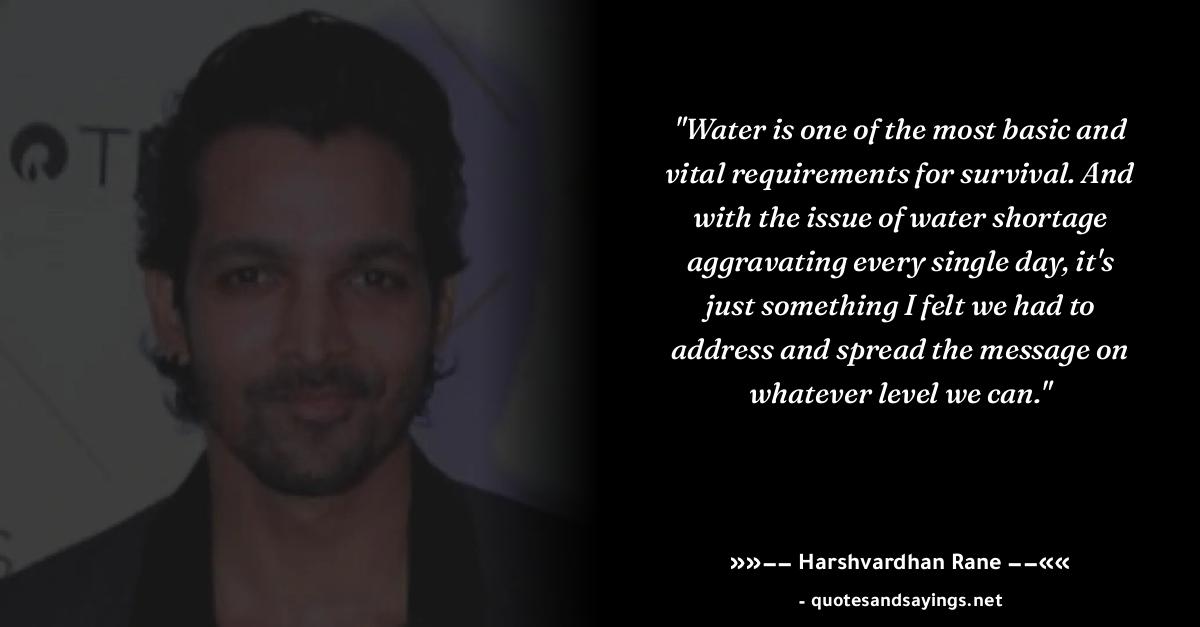 OT
S
"Water is one of the most basic and
vital requirements for survival. And
with the issue of water shortage
aggravating every single day, it's
just something I felt we had to
address and spread the message on
whatever level we can."
»»–– Harshvardhan Rane ––««
- quotesandsayings.net